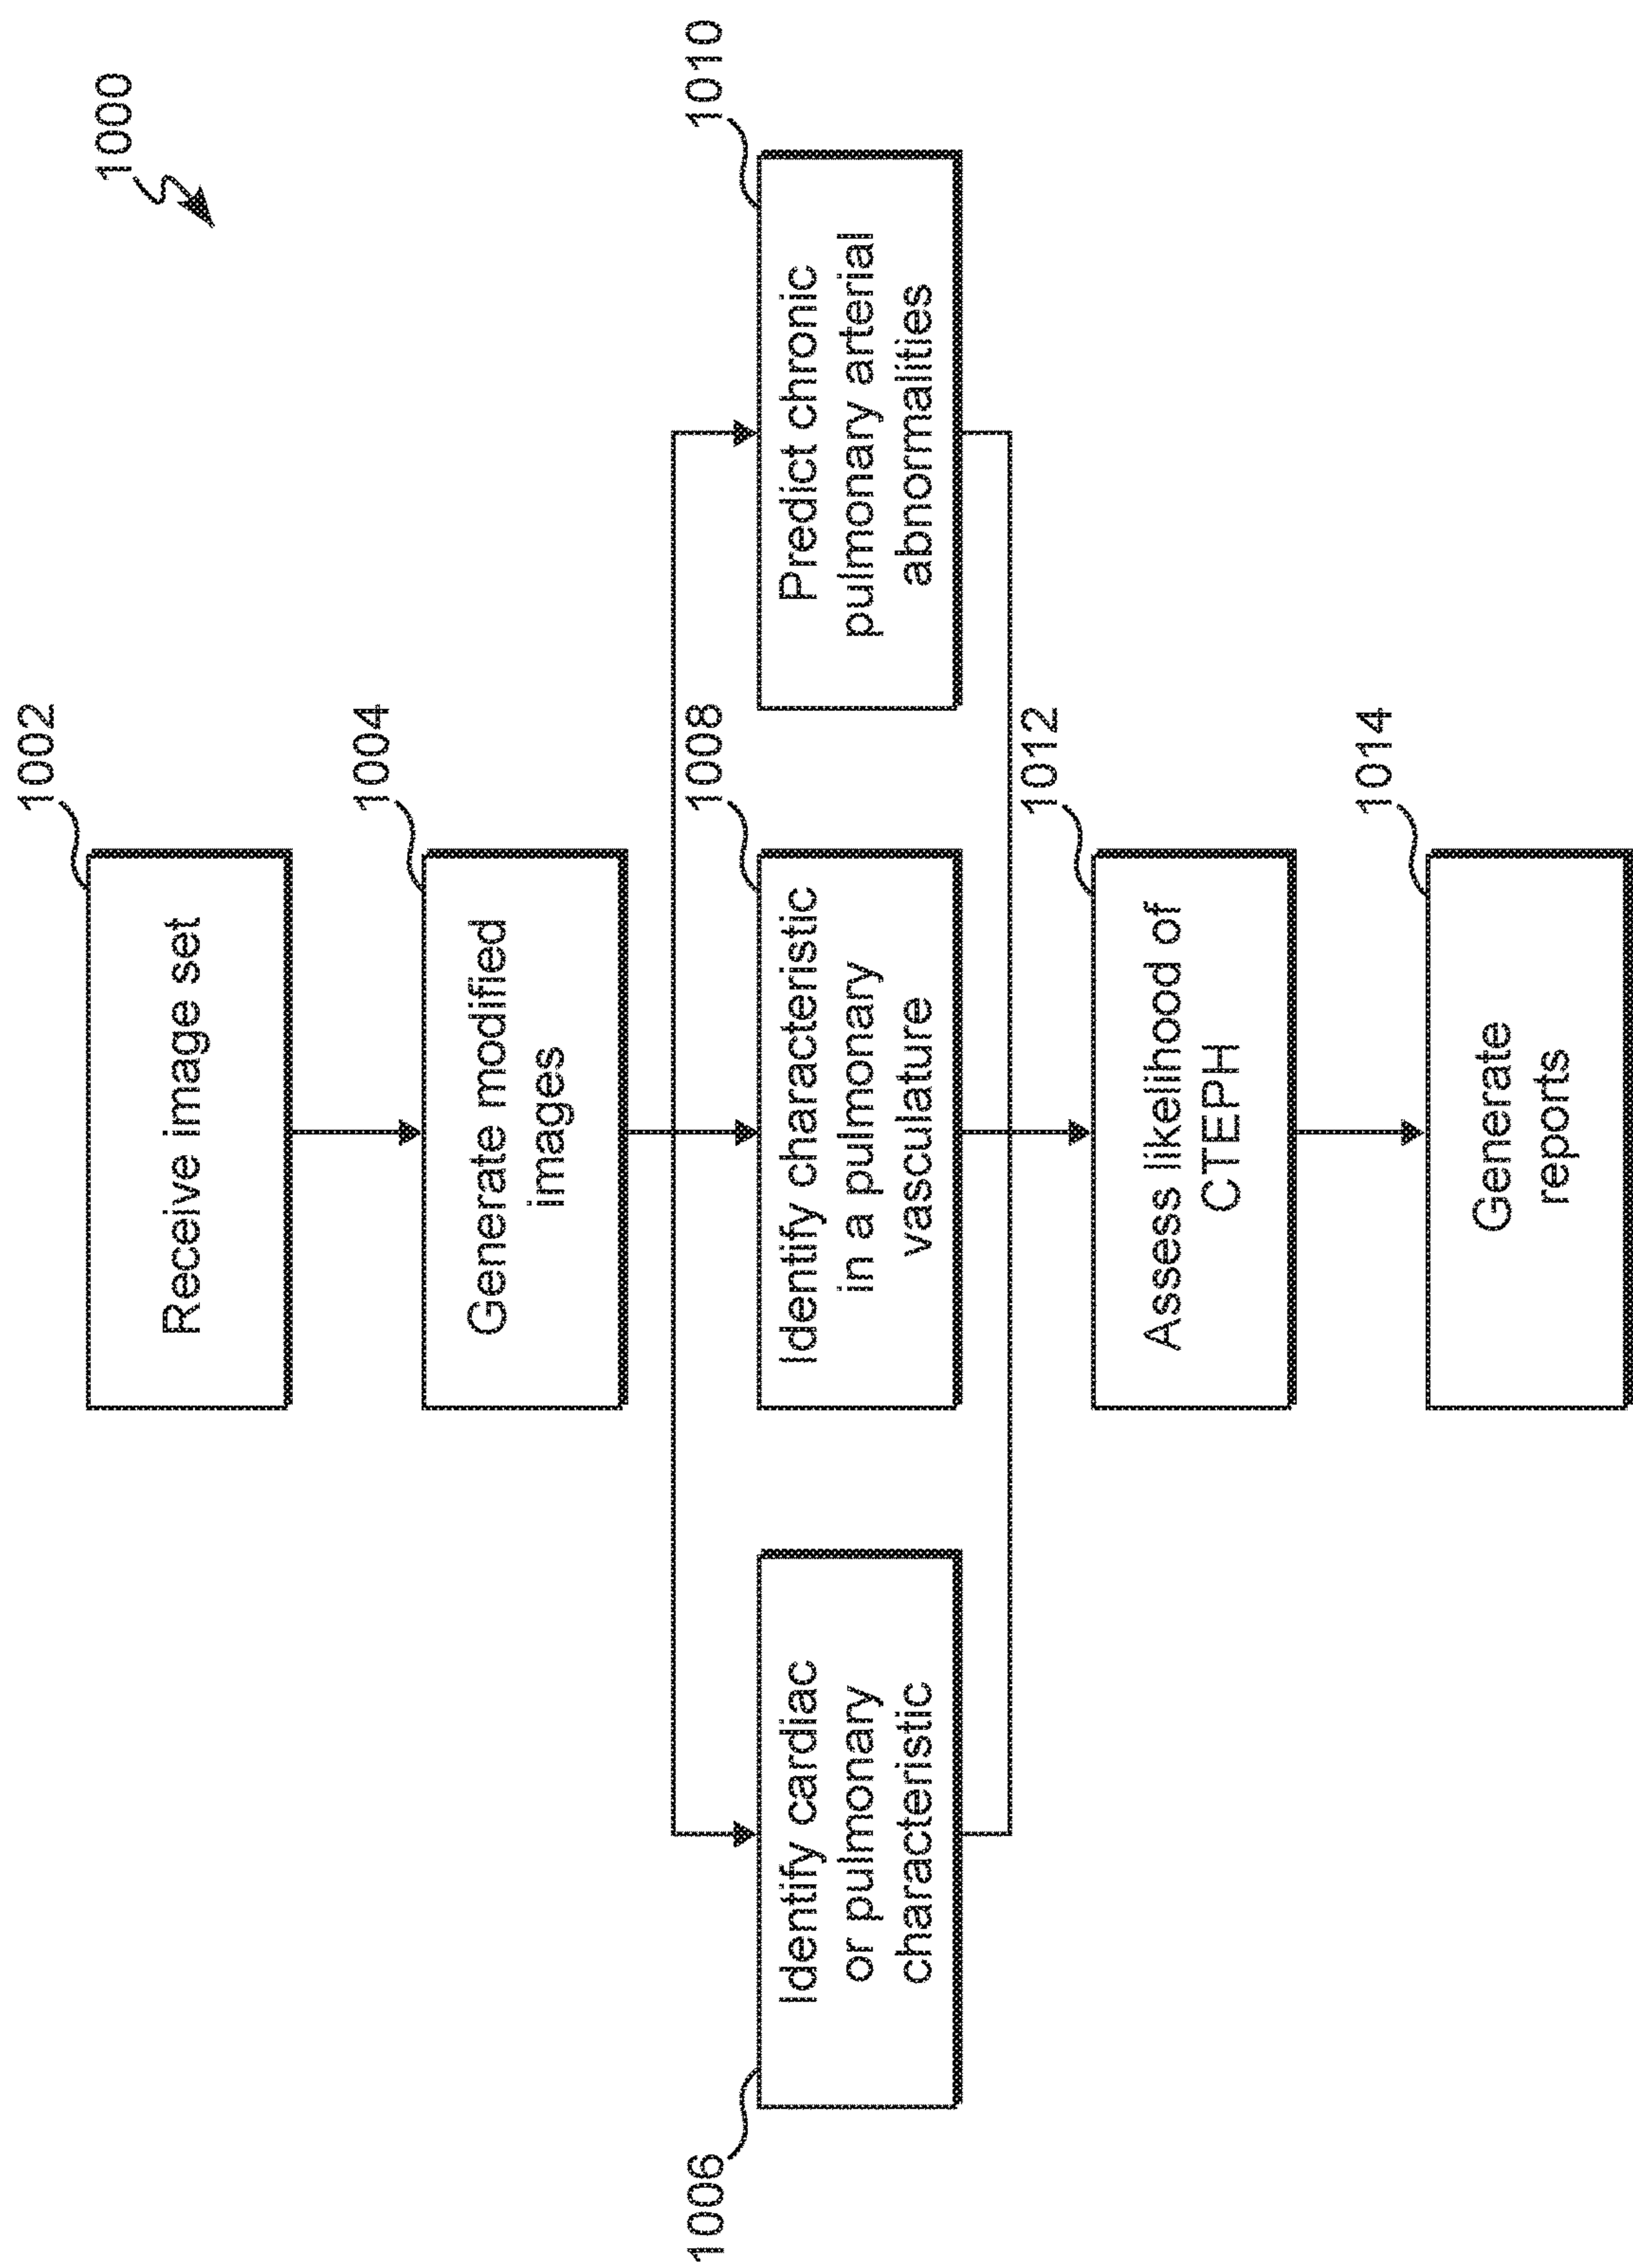 1000
1002
Receive image set
1004
Generate modified
images
1006
Identify cardiac
or pulmonary
characteristic
1008
Identify characteristic
in a pulmonary
vasculature
1010
Predict chronic
pulmonary arterial
abnormalities
1012
Assess likelihood of
CTEPH
1014
Generate
reports